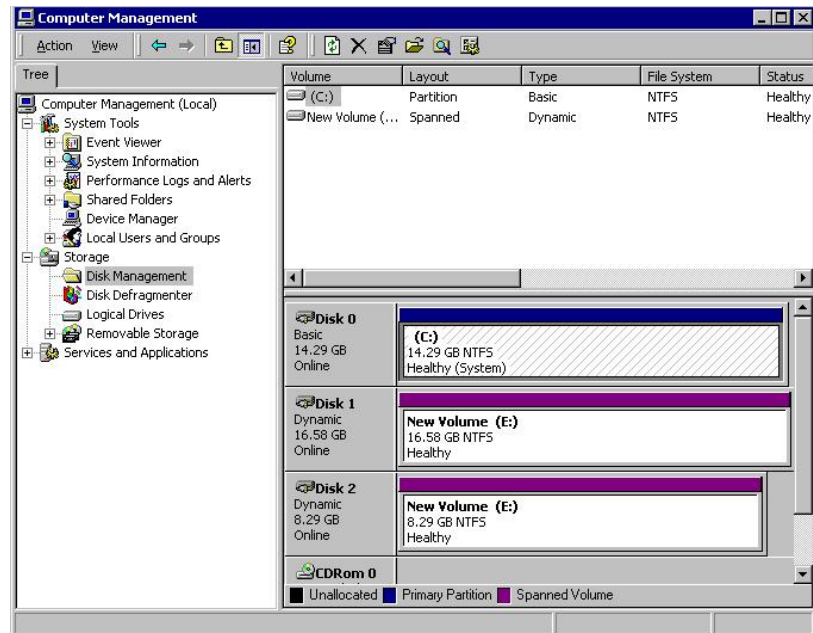 Computer Management
Action View
Tree
Computer Management (Local)
System Tools
Event Viewer
System Information
Performance Logs and Alerts
Shared Folders
Device Manager
Local Users and Groups
Storage
Disk Management
Disk Defragmenter
Logical Drives
Removable Storage
Services and Applications
Volume Layout Type File System Status
(C:) Partition Basic NTFS Healthy
New Volume (... Spanned Dynamic NTFS Healthy
Disk 0
Basic
14.29 GB
Online
(C:)
14.29 GB NTFS
Healthy (System)
Disk 1
Dynamic
16.58 GB
Online
New Volume (E:)
16.58 GB NTFS
Healthy
Disk 2
Dynamic
8.29 GB
Online
New Volume (E:)
8.29 GB NTFS
Healthy
CDRom 0
Unallocated Primary Partition Spanned Volume